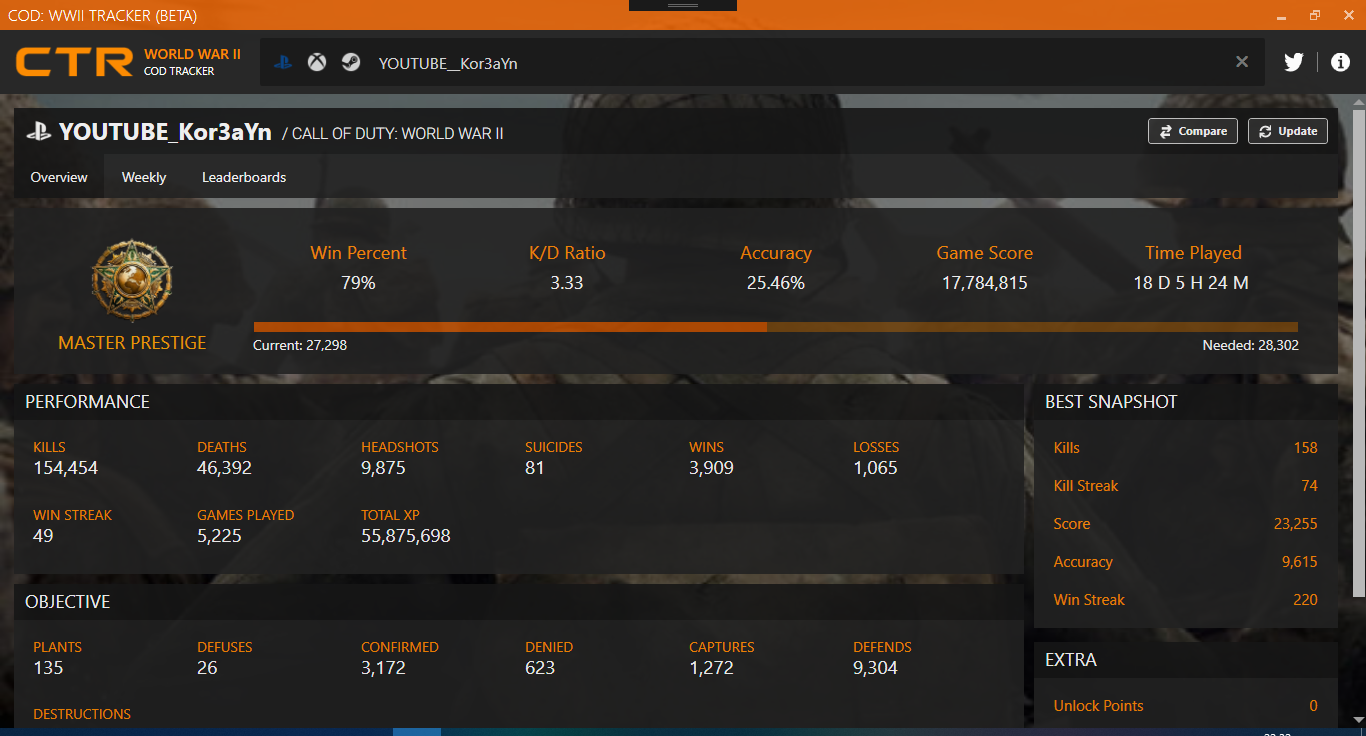 COD: WWII TRACKER (BETA)
CTR WORLD WAR II
COD TRACKER
YOUTUBE__Kor3aYn
YOUTUBE_Kor3aYn / CALL OF DUTY: WORLD WAR II
Compare Update
Overview Weekly Leaderboards
Win Percent K/D Ratio Accuracy Game Score Time Played
79% 3.33 25.46% 17,784,815 18 D 5 H 24 M
MASTER PRESTIGE
Current: 27,298 Needed: 28,302
PERFORMANCE
KILLS DEATHS HEADSHOTS SUICIDES WINS LOSSES
154,454 46,392 9,875 81 3,909 1,065
WIN STREAK GAMES PLAYED TOTAL XP
49 5,225 55,875,698
BEST SNAPSHOT
Kills 158
Kill Streak 74
Score 23,255
Accuracy 9,615
Win Streak 220
OBJECTIVE
PLANTS DEFUSES CONFIRMED DENIED CAPTURES DEFENDS
135 26 3,172 623 1,272 9,304
DESTRUCTIONS
EXTRA
Unlock Points 0